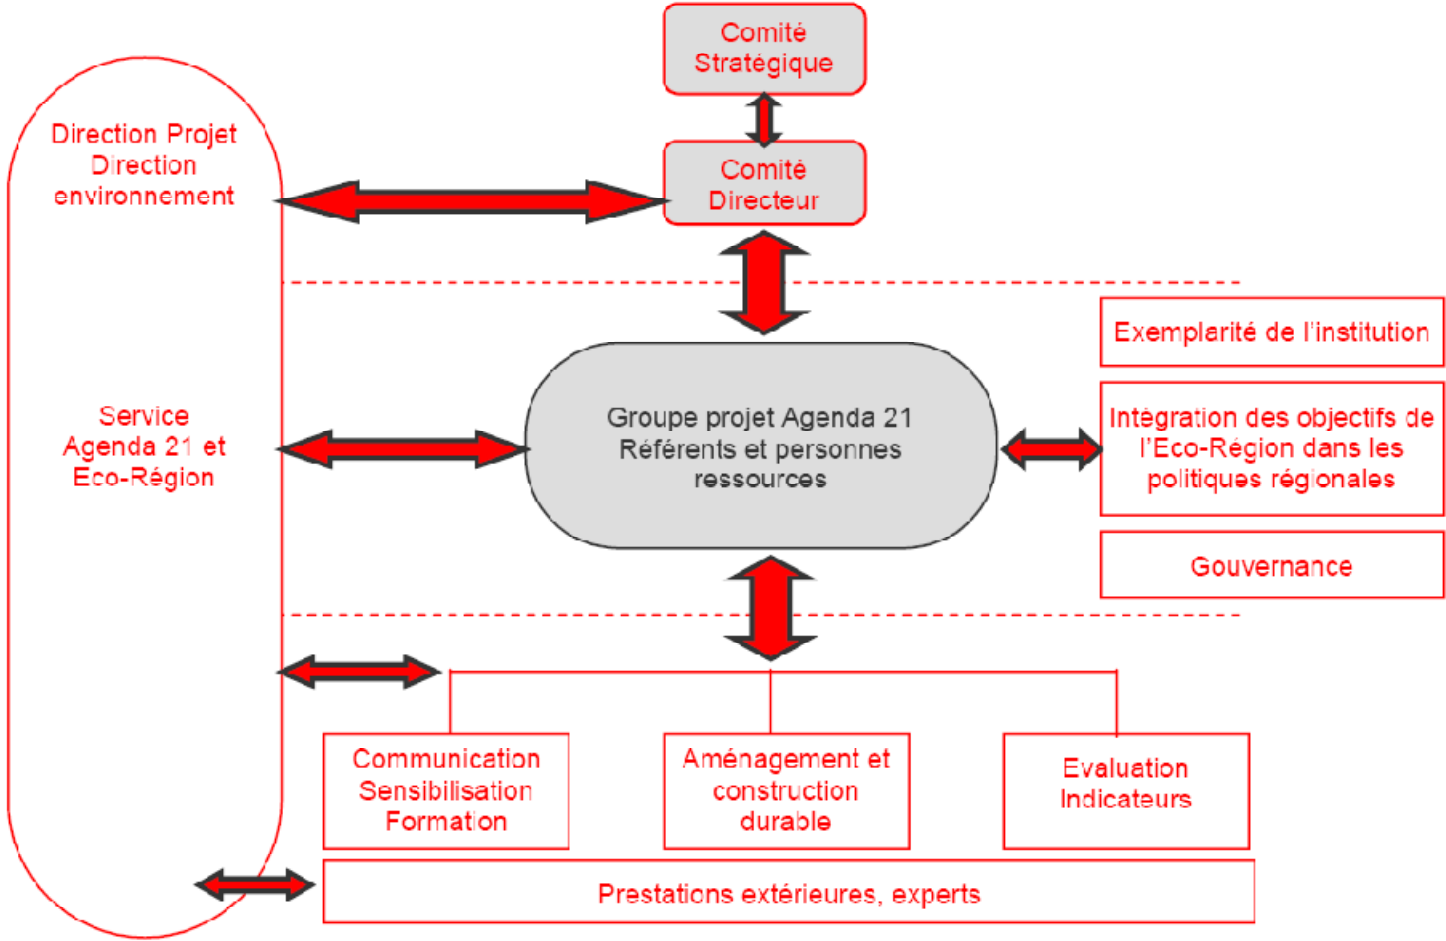 Comité
Stratégique
Direction Projet
Direction
environnement
Comité
Directeur
Exemplarité de l'institution
Service
Agenda 21 et
Eco-Région
Groupe projet Agenda 21
Référents et personnes
ressources
Intégration des objectifs de
l'Eco-Région dans les
politiques régionales
Gouvernance
Communication
Sensibilisation
Formation
Aménagement et
construction
durable
Evaluation
Indicateurs
Prestations extérieures, experts